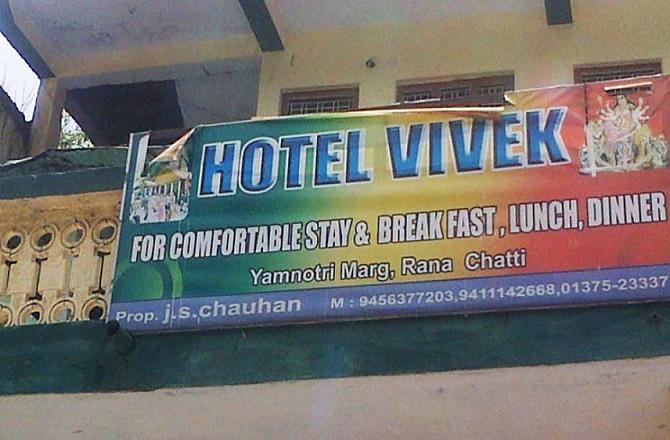 HOTEL VIVEK
FOR COMFORTABLE STAY & BREAK FAST, LUNCH, DINNER
Yamnotri Marg, Rana Chatti
Prop. j.s.chauhan M : 9456377203,9411142668,01375-23337